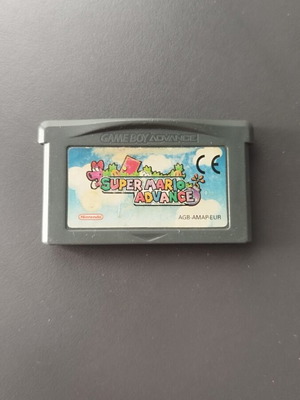 GAME BOY ADVANCE
CE
SUPER MARIO
ADVANCE
Nintendo
AGB-AMAP-EUR